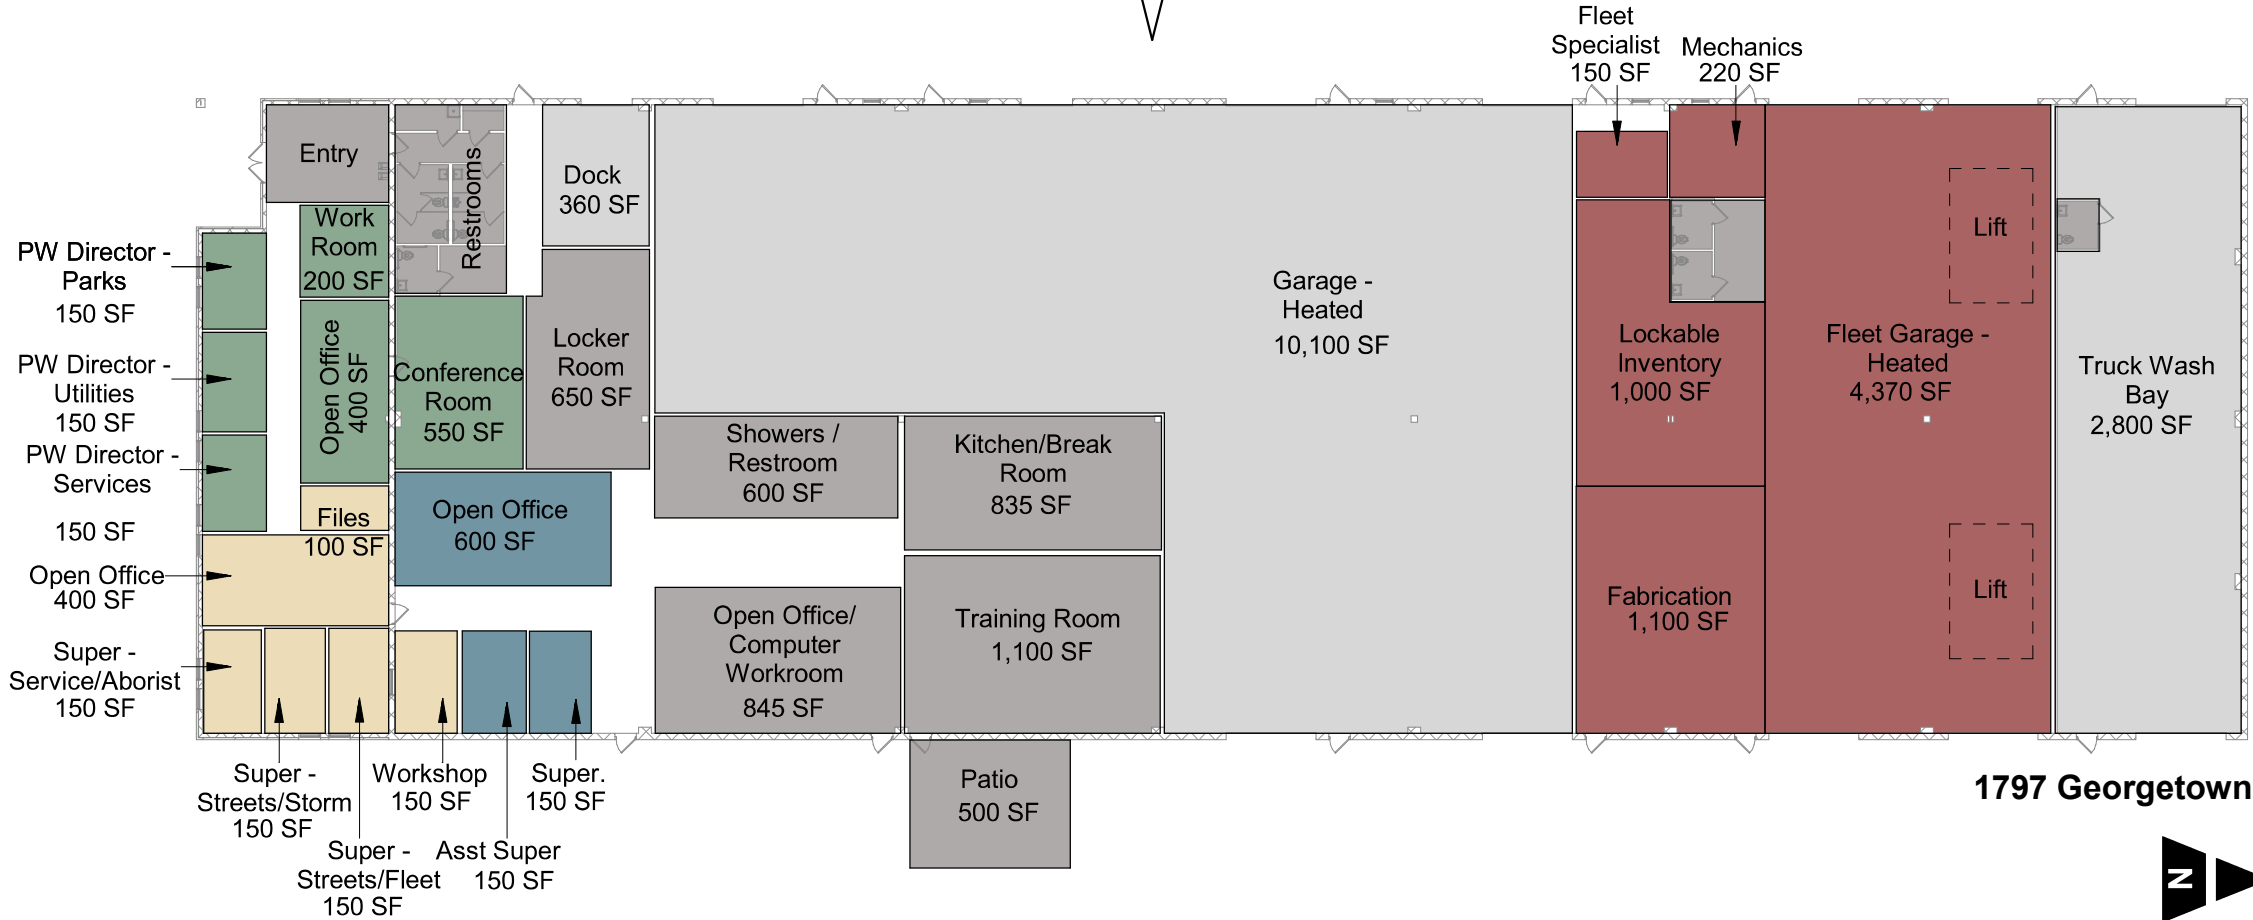 Fleet
Specialist
150 SF
Mechanics
220 SF
Entry
Restrooms
Dock
360 SF
Work
Room
200 SF
PW Director -
Parks
150 SF
PW Director -
Utilities
150 SF
PW Director -
Services
150 SF
Open Office
400 SF
Conference
Room
550 SF
Locker
Room
650 SF
Garage -
Heated
10,100 SF
Lockable
Inventory
1,000 SF
Fleet Garage -
Heated
4,370 SF
Lift
Lift
Truck Wash
Bay
2,800 SF
Showers /
Restroom
600 SF
Kitchen/Break
Room
835 SF
Files
100 SF
Open Office
600 SF
Open Office
400 SF
Open Office/
Computer
Workroom
845 SF
Training Room
1,100 SF
Fabrication
1,100 SF
Super -
Service/Aborist
150 SF
Super -
Streets/Storm
150 SF
Super -
Streets/Fleet
150 SF
Workshop
150 SF
Asst Super
150 SF
Super.
150 SF
Patio
500 SF
1797 Georgetown
N